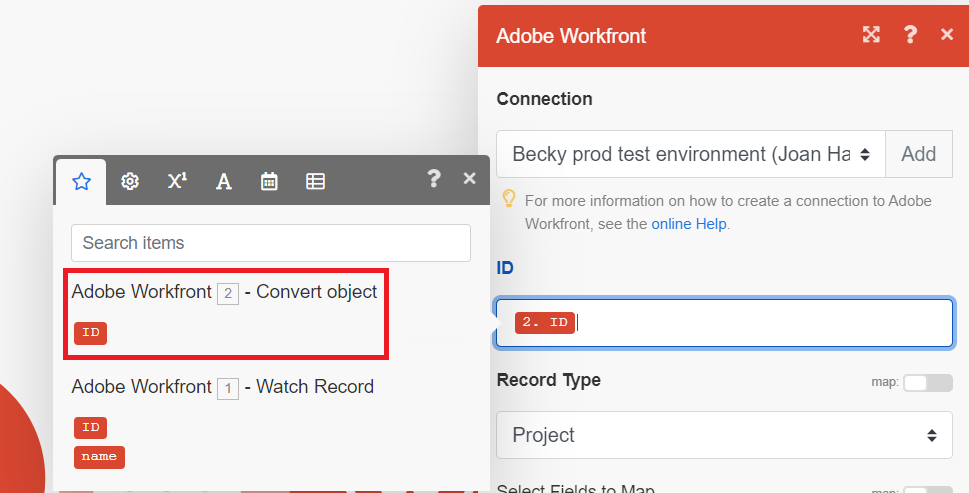 Adobe Workfront
?
×
Connection
Becky prod test environment (Joan Ha
Add
For more information on how to create a connection to Adobe
Workfront, see the online Help.
ID
2. ID
Record Type
map:
Project
Select Fields to Map
map:
X¹
A
?
×
Search items
Adobe Workfront 2 - Convert object
ID
Adobe Workfront 1 - Watch Record
ID
name